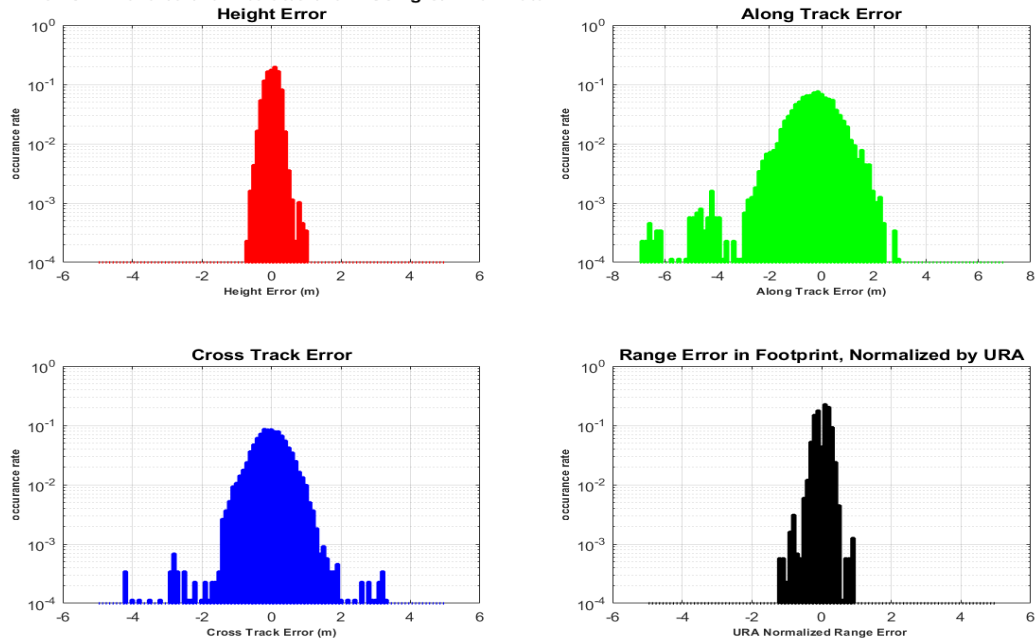 Height Error
10^0
10^-1
10^-2
10^-3
10^-4
occurance rate
-6 -4 -2 0 2 4 6
Height Error (m)
Along Track Error
10^0
10^-1
10^-2
10^-3
10^-4
occurance rate
-8 -6 -4 -2 0 2 4 6 8
Along Track Error (m)
Cross Track Error
10^0
10^-1
10^-2
10^-3
10^-4
occurance rate
-6 -4 -2 0 2 4 6
Cross Track Error (m)
Range Error in Footprint, Normalized by URA
10^0
10^-1
10^-2
10^-3
10^-4
occurance rate
-6 -4 -2 0 2 4 6
URA Normalized Range Error